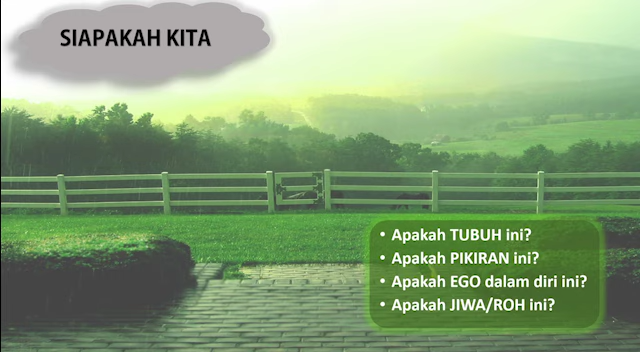 SIAPAKAH KITA
• Apakah TUBUH ini?
• Apakah PIKIRAN ini?
• Apakah EGO dalam diri ini?
• Apakah JIWA/ROH ini?